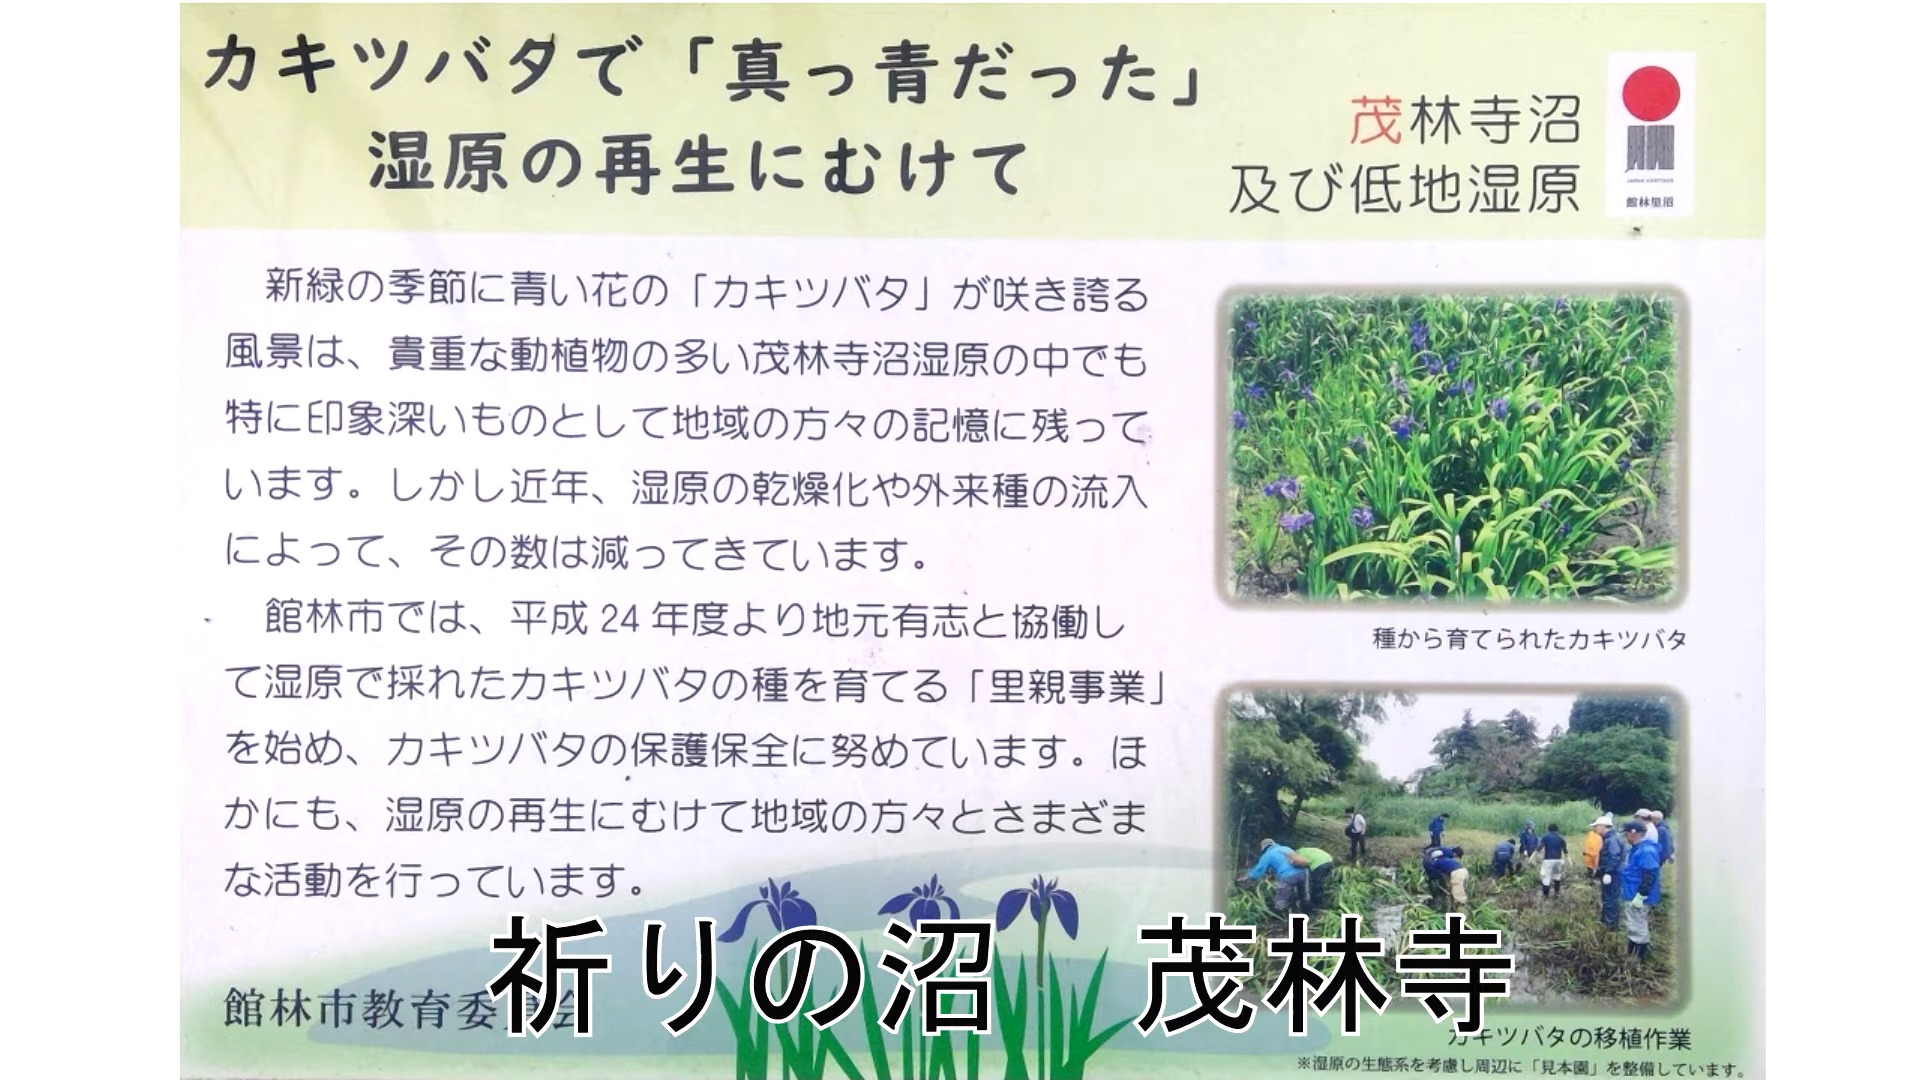 カキツバタで「真っ青だった」
湿原の再生にむけて
茂林寺沼
及び低地湿原
JAPAN HERITAGE
館林里沼
新緑の季節に青い花の「カキツバタ」が咲き誇る
風景は、貴重な動植物の多い茂林寺沼湿原の中でも
特に印象深いものとして地域の方々の記憶に残って
います。しかし近年、湿原の乾燥化や外来種の流入
によって、その数は減ってきています。
館林市では、平成24年度より地元有志と協働し
て湿原で採れたカキツバタの種を育てる「里親事業」
を始め、カキツバタの保護保全に努めています。ほ
かにも、湿原の再生にむけて地域の方々とさまざま
な活動を行っています。
種から育てられたカキツバタ
カキツバタの移植作業
※湿原の生態系を考慮し周辺に「見本園」を整備しています。
館林市教育委員会
祈りの沼　茂林寺